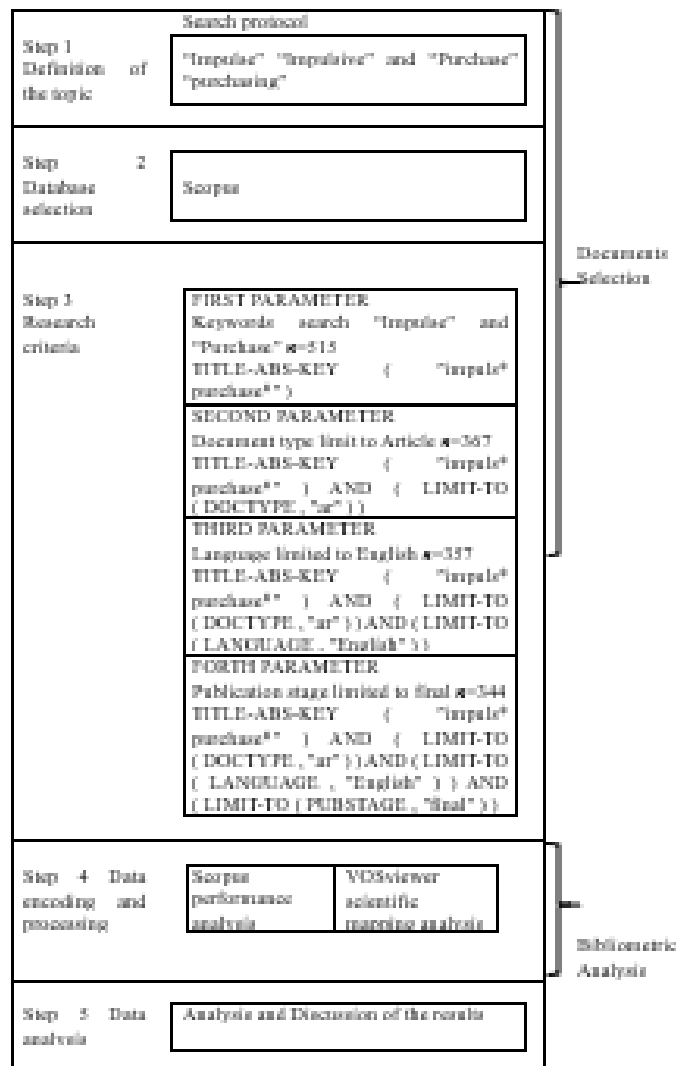 Search protocol
Step 1
Definition of
the topic
"Impulse" "Impulsive" and "Purchase"
"purchasing"
Step 2
Database
selection
Scopus
Documents
Selection
Step 3
Research
criteria
FIRST PARAMETER
Keywords search "Impulse" and
"Purchase" n=515
TITLE-ABS-KEY ( "impuls*
purchase*" )
SECOND PARAMETER
Document type limit to Article n=367
TITLE-ABS-KEY ( "impuls*
purchase*" ) AND ( LIMIT-TO
( DOCTYPE , "ar" ) )
THIRD PARAMETER
Language limited to English n=357
TITLE-ABS-KEY ( "impuls*
purchase*" ) AND ( LIMIT-TO
( DOCTYPE , "ar" ) ) AND ( LIMIT-TO
( LANGUAGE , "English" ) )
FORTH PARAMETER
Publication stage limited to final n=344
TITLE-ABS-KEY ( "impuls*
purchase*" ) AND ( LIMIT-TO
( DOCTYPE , "ar" ) ) AND ( LIMIT-TO
( LANGUAGE , "English" ) ) AND
( LIMIT-TO ( PUBSTAGE , "final" ) )
Step 4 Data
encoding and
processing
Scopus
performance
analysis
VOSviewer
scientific
mapping analysis
Bibliometric
Analysis
Step 5 Data
analysis
Analysis and Discussion of the results